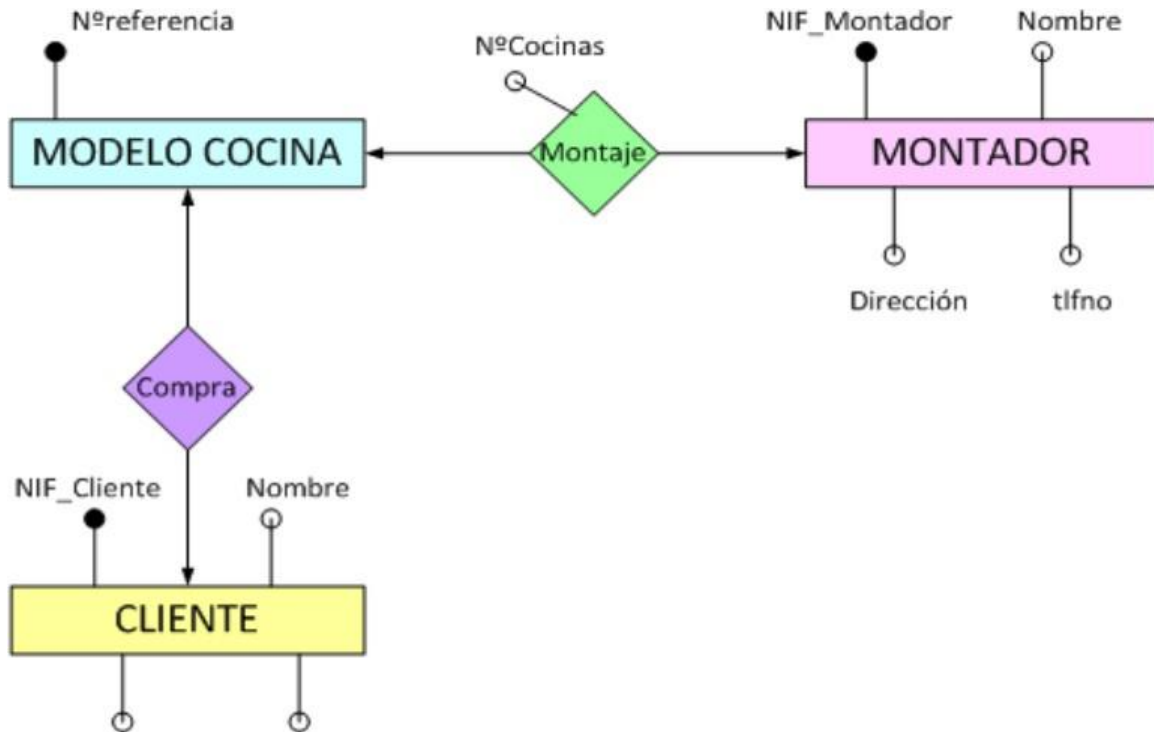 Nºreferencia
NºCocinas
NIF_Montador
Nombre
MODELO COCINA
Montaje
MONTADOR
Dirección
tlfno
Compra
NIF_Cliente
Nombre
CLIENTE